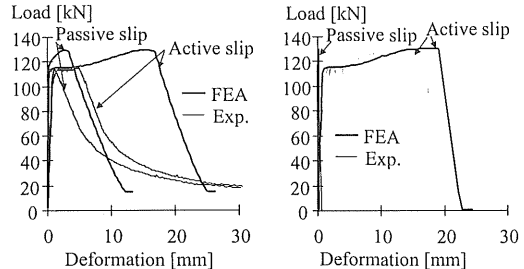 Load [kN]
140
120
100
80
60
40
20
0
0 10 20 30
Deformation [mm]
Passive slip
Active slip
FEA
Exp.
Load [kN]
140
120
100
80
60
40
20
0
0 10 20 30
Deformation [mm]
Passive slip
Active slip
FEA
Exp.